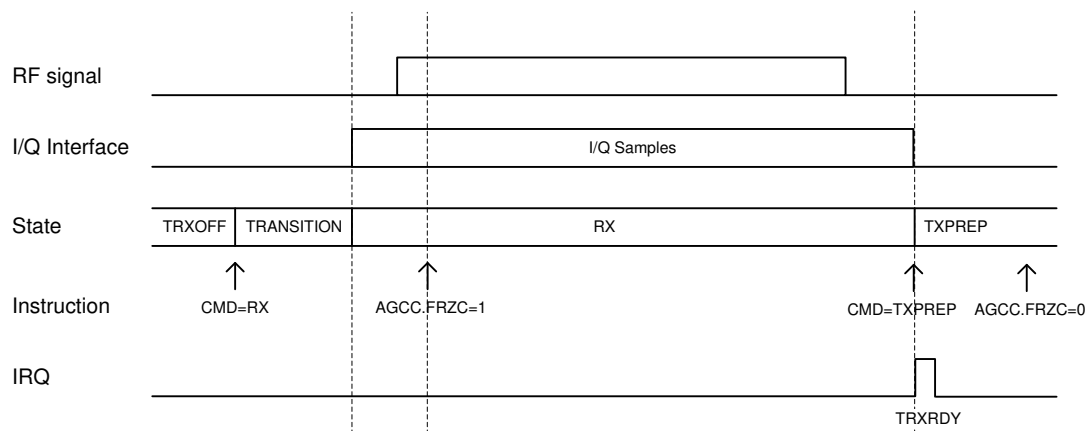 RF signal
I/Q Interface
I/Q Samples
State
TRXOFF
TRANSITION
RX
TXPREP
Instruction
CMD=RX
AGCC.FRZC=1
CMD=TXPREP
AGCC.FRZC=0
IRQ
TRXRDY